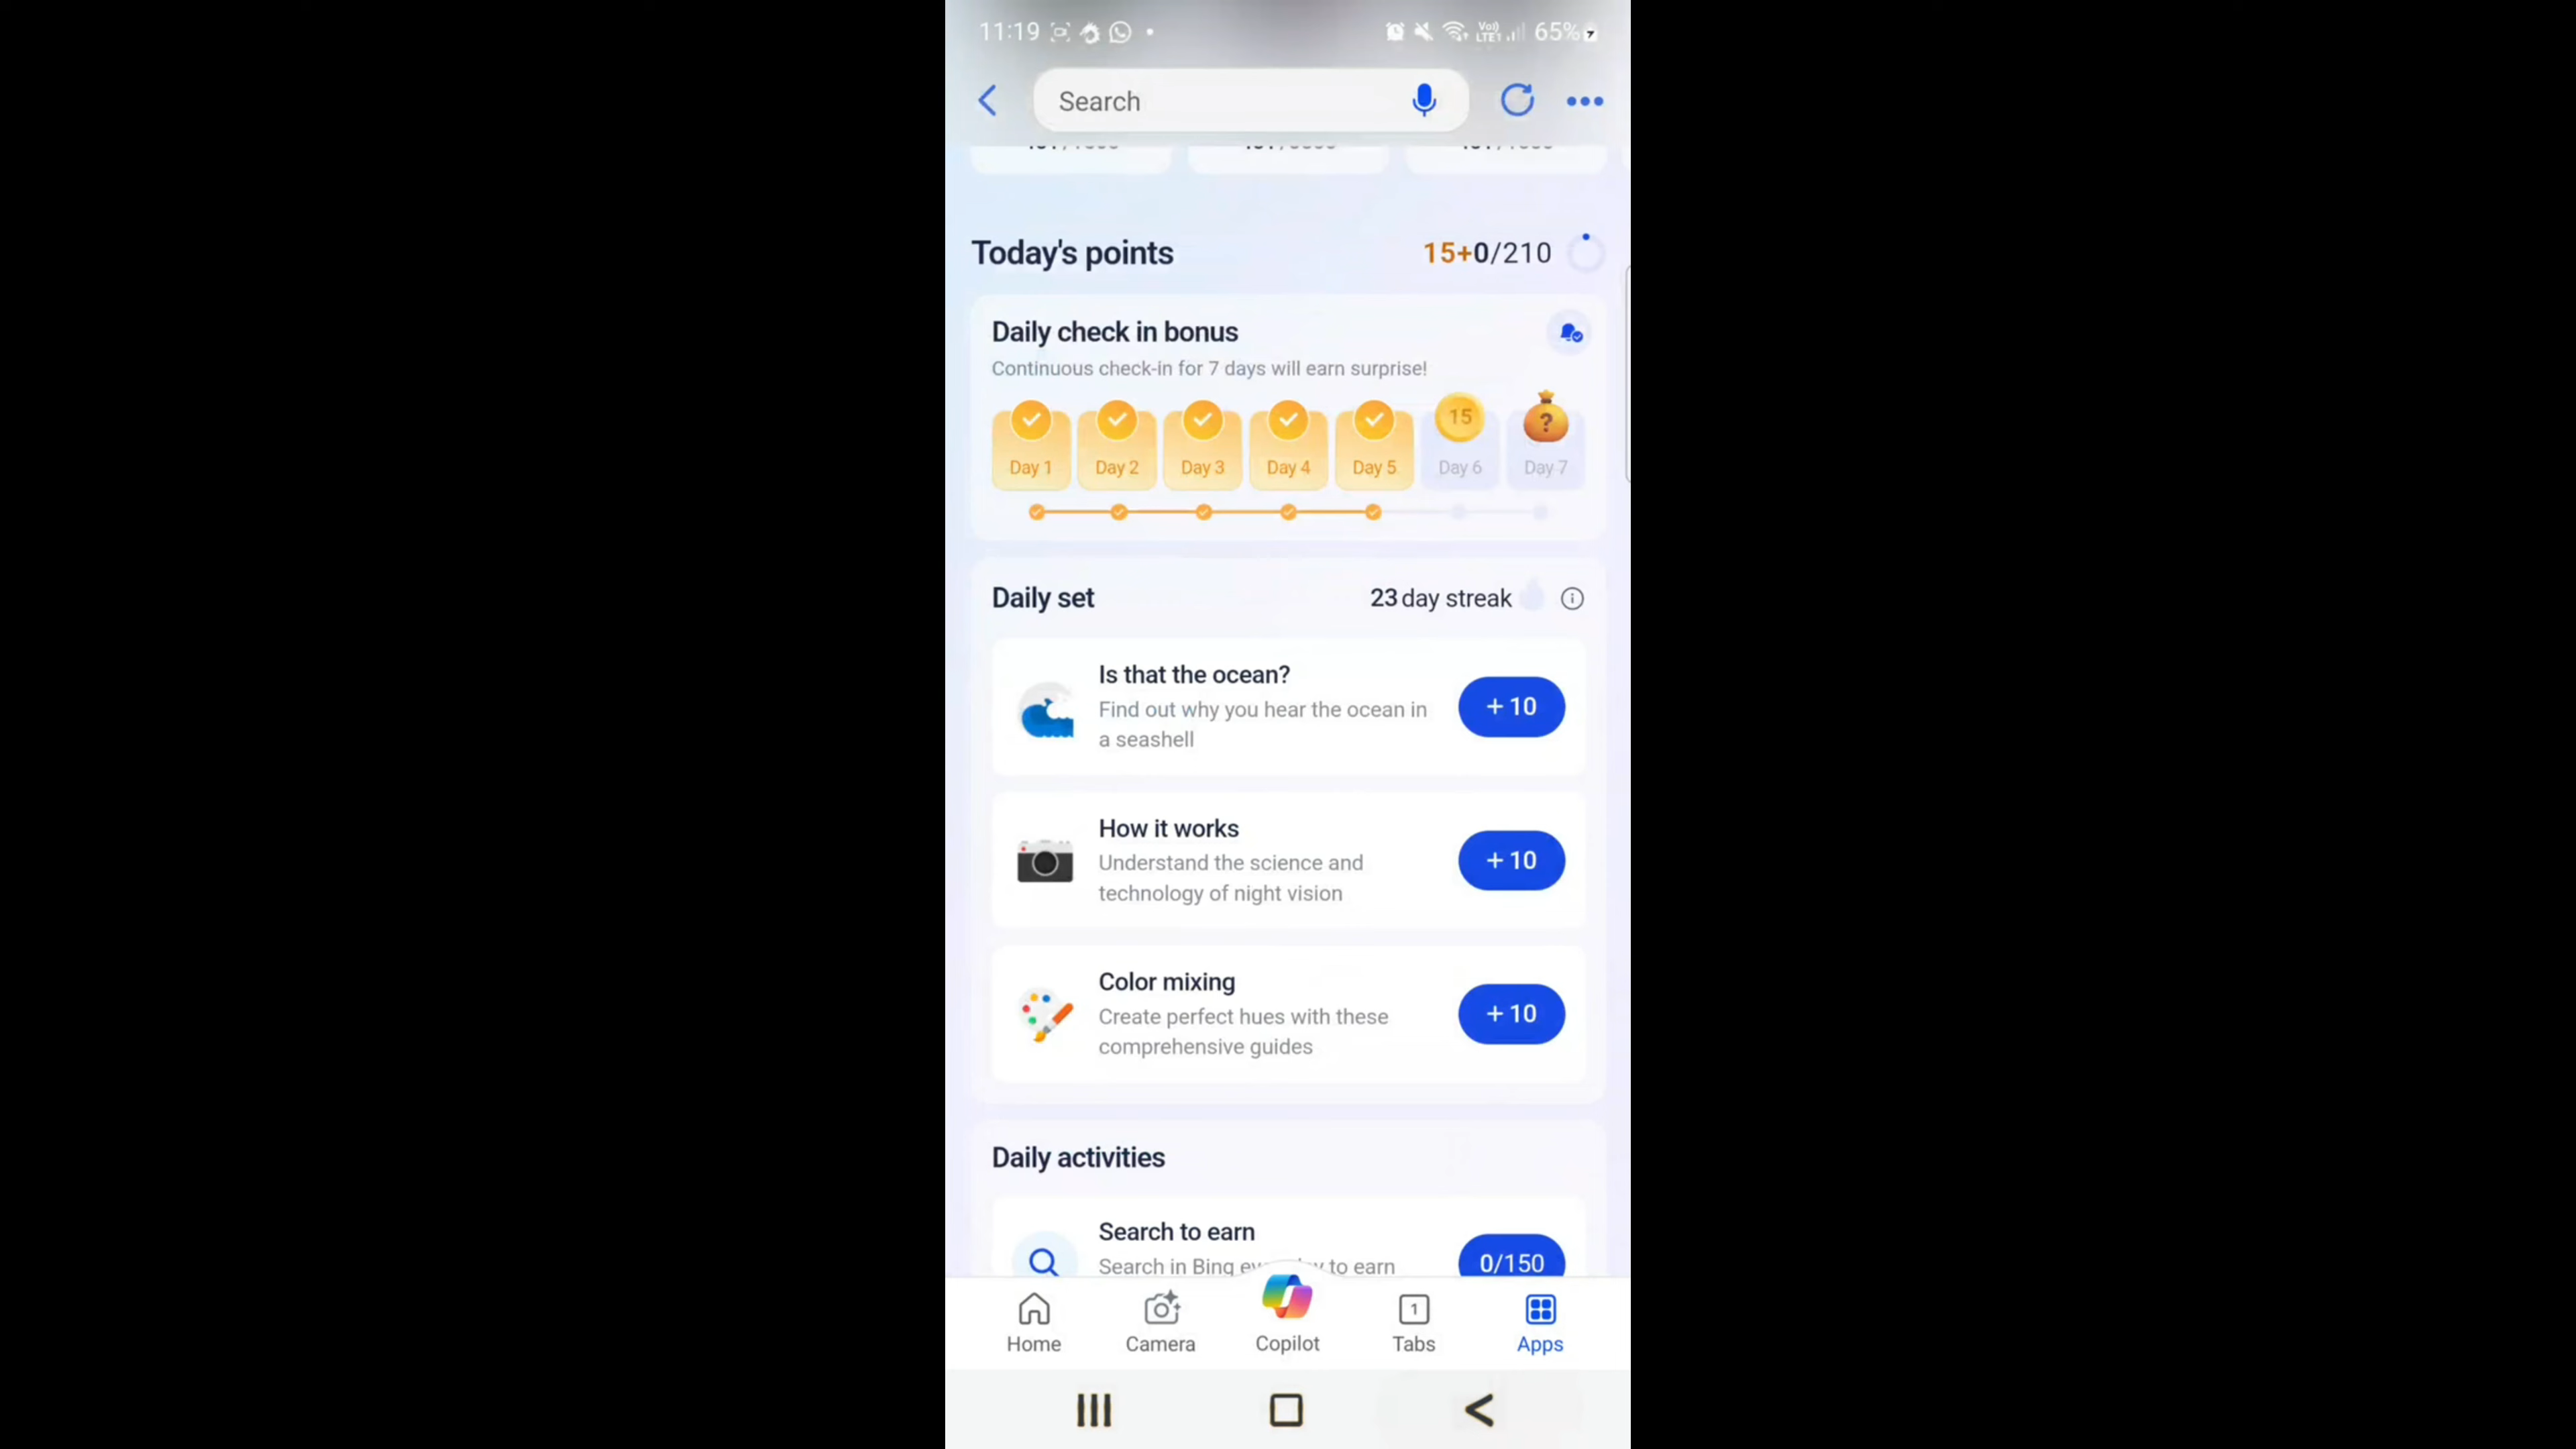 11:19
Vo)) LTE1 65%
Search
Today's points 15+0/210
Daily check in bonus
Continuous check-in for 7 days will earn surprise!
15 ?
Day 1 Day 2 Day 3 Day 4 Day 5 Day 6 Day 7
Daily set 23 day streak
Is that the ocean?
Find out why you hear the ocean in
a seashell
+ 10
How it works
Understand the science and
technology of night vision
+ 10
Color mixing
Create perfect hues with these
comprehensive guides
+ 10
Daily activities
Search to earn
Search in Bing to earn
0/150
1
Home Camera Copilot Tabs Apps